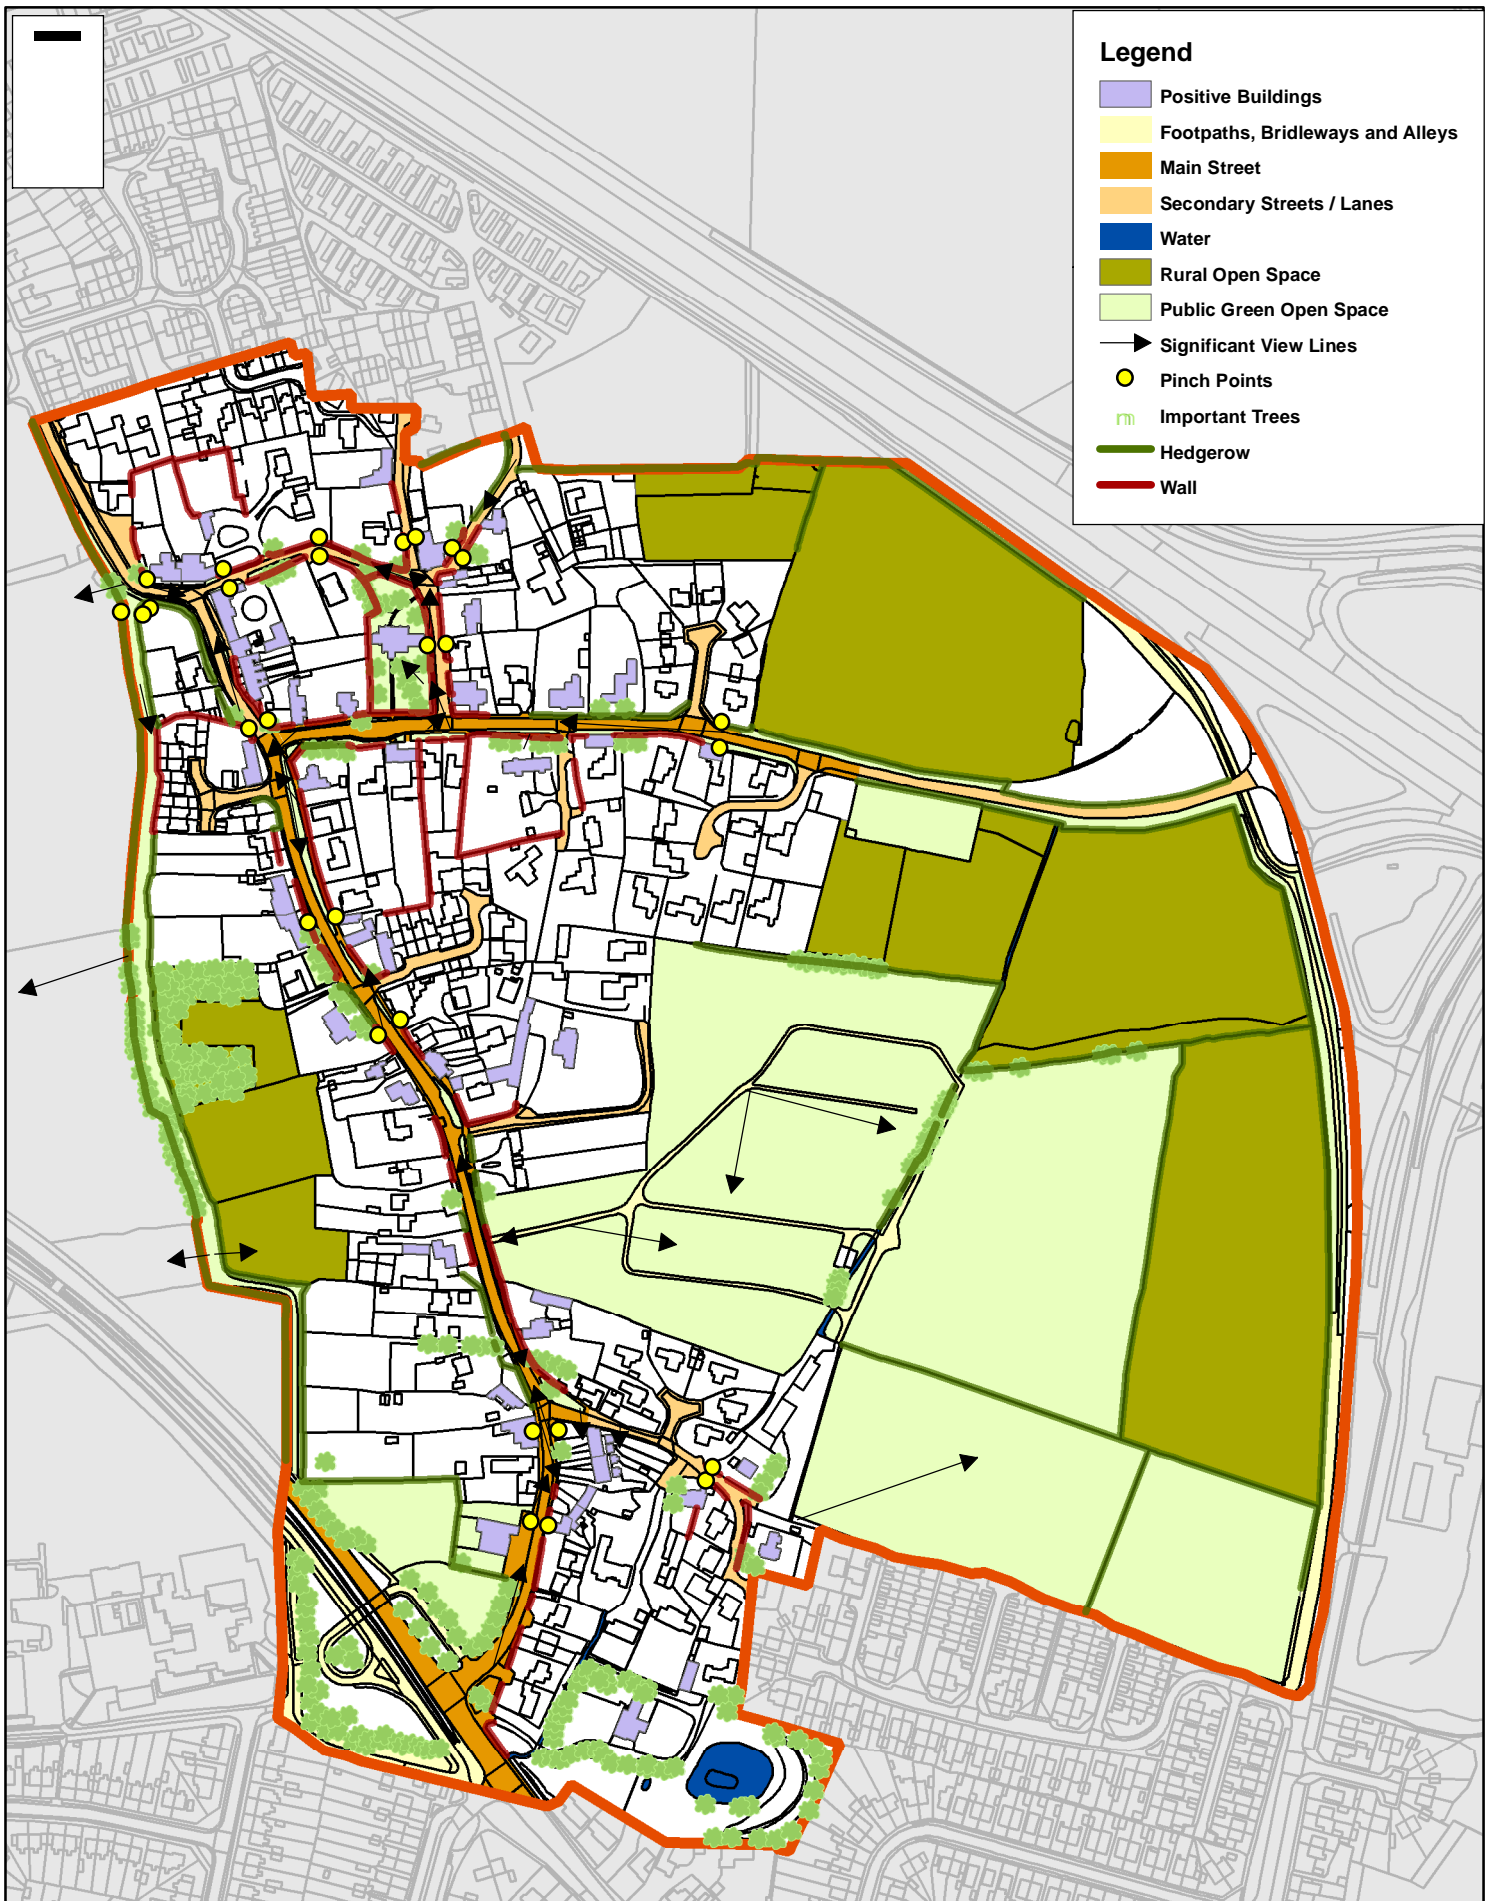 Legend
Positive Buildings
Footpaths, Bridleways and Alleys
Main Street
Secondary Streets / Lanes
Water
Rural Open Space
Public Green Open Space
Significant View Lines
Pinch Points
Important Trees
Hedgerow
Wall